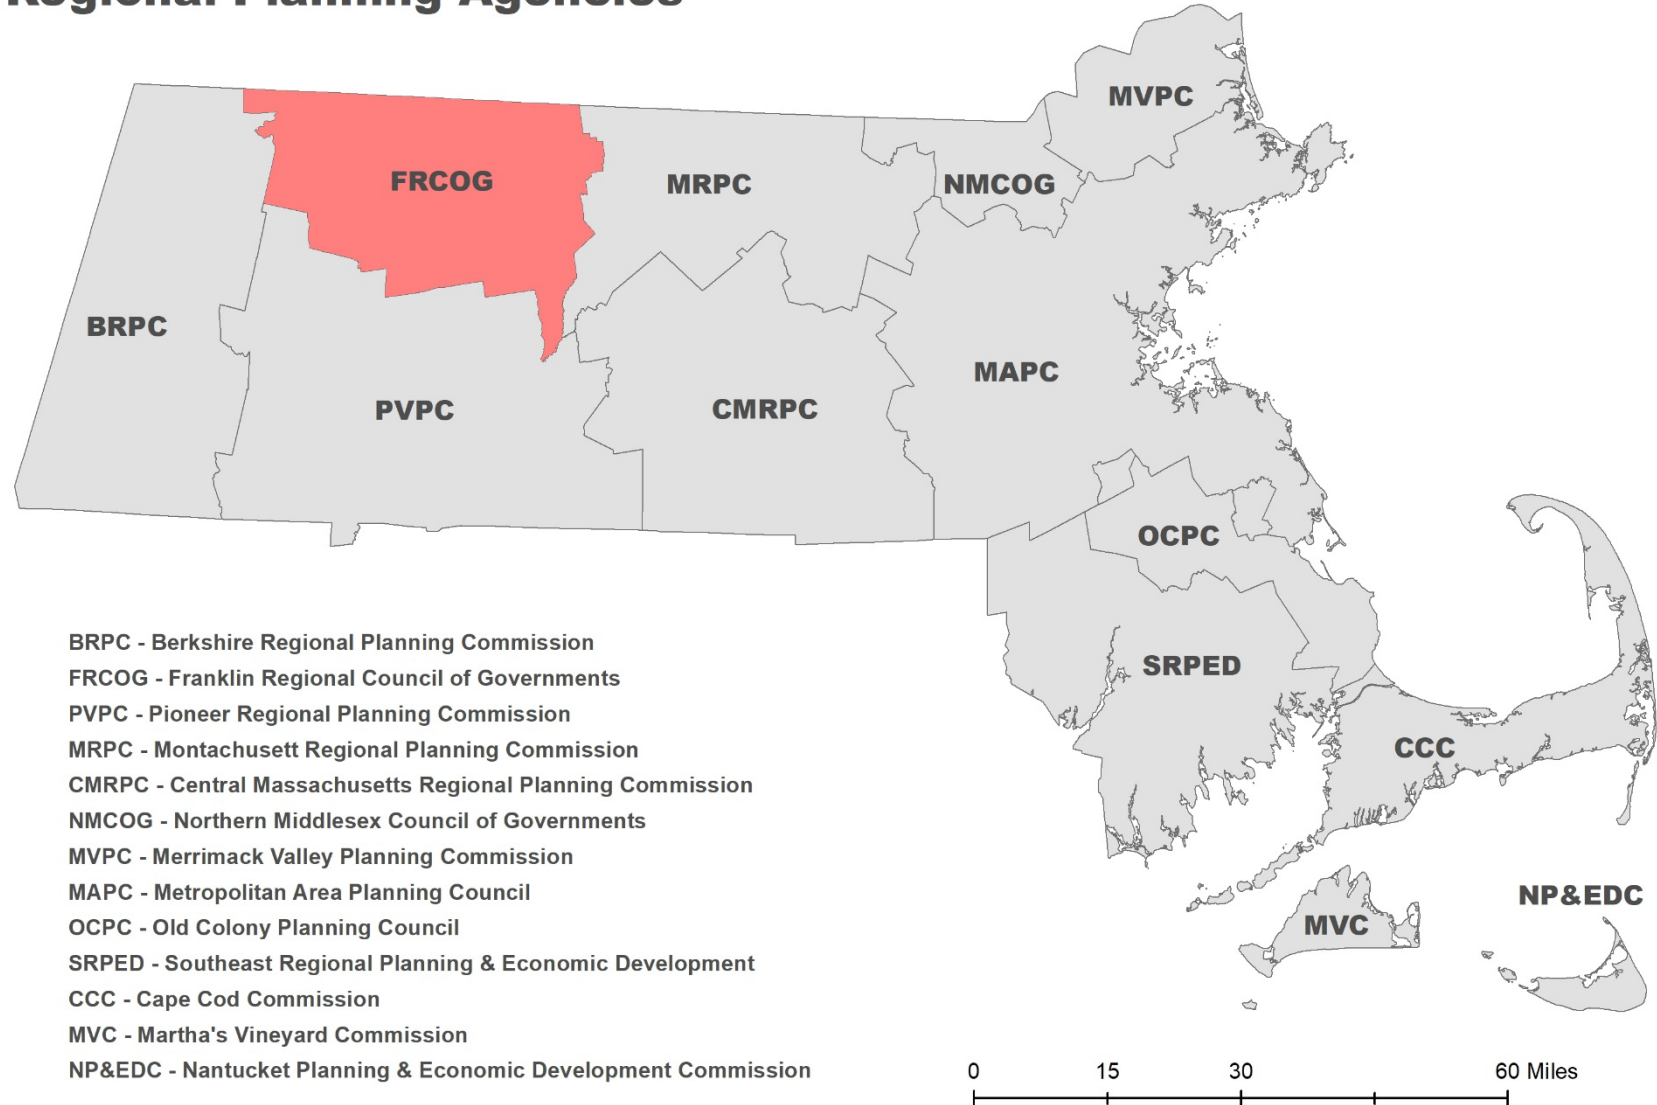 Regional Planning Agencies
MVPC
FRCOG
MRPC
NMCOG
BRPC
MAPC
PVPC
CMRPC
OCPC
SRPED
CCC
NP&EDC
MVC
BRPC - Berkshire Regional Planning Commission
FRCOG - Franklin Regional Council of Governments
PVPC - Pioneer Regional Planning Commission
MRPC - Montachusett Regional Planning Commission
CMRPC - Central Massachusetts Regional Planning Commission
NMCOG - Northern Middlesex Council of Governments
MVPC - Merrimack Valley Planning Commission
MAPC - Metropolitan Area Planning Council
OCPC - Old Colony Planning Council
SRPED - Southeast Regional Planning & Economic Development
CCC - Cape Cod Commission
MVC - Martha's Vineyard Commission
NP&EDC - Nantucket Planning & Economic Development Commission
0 15 30 60 Miles